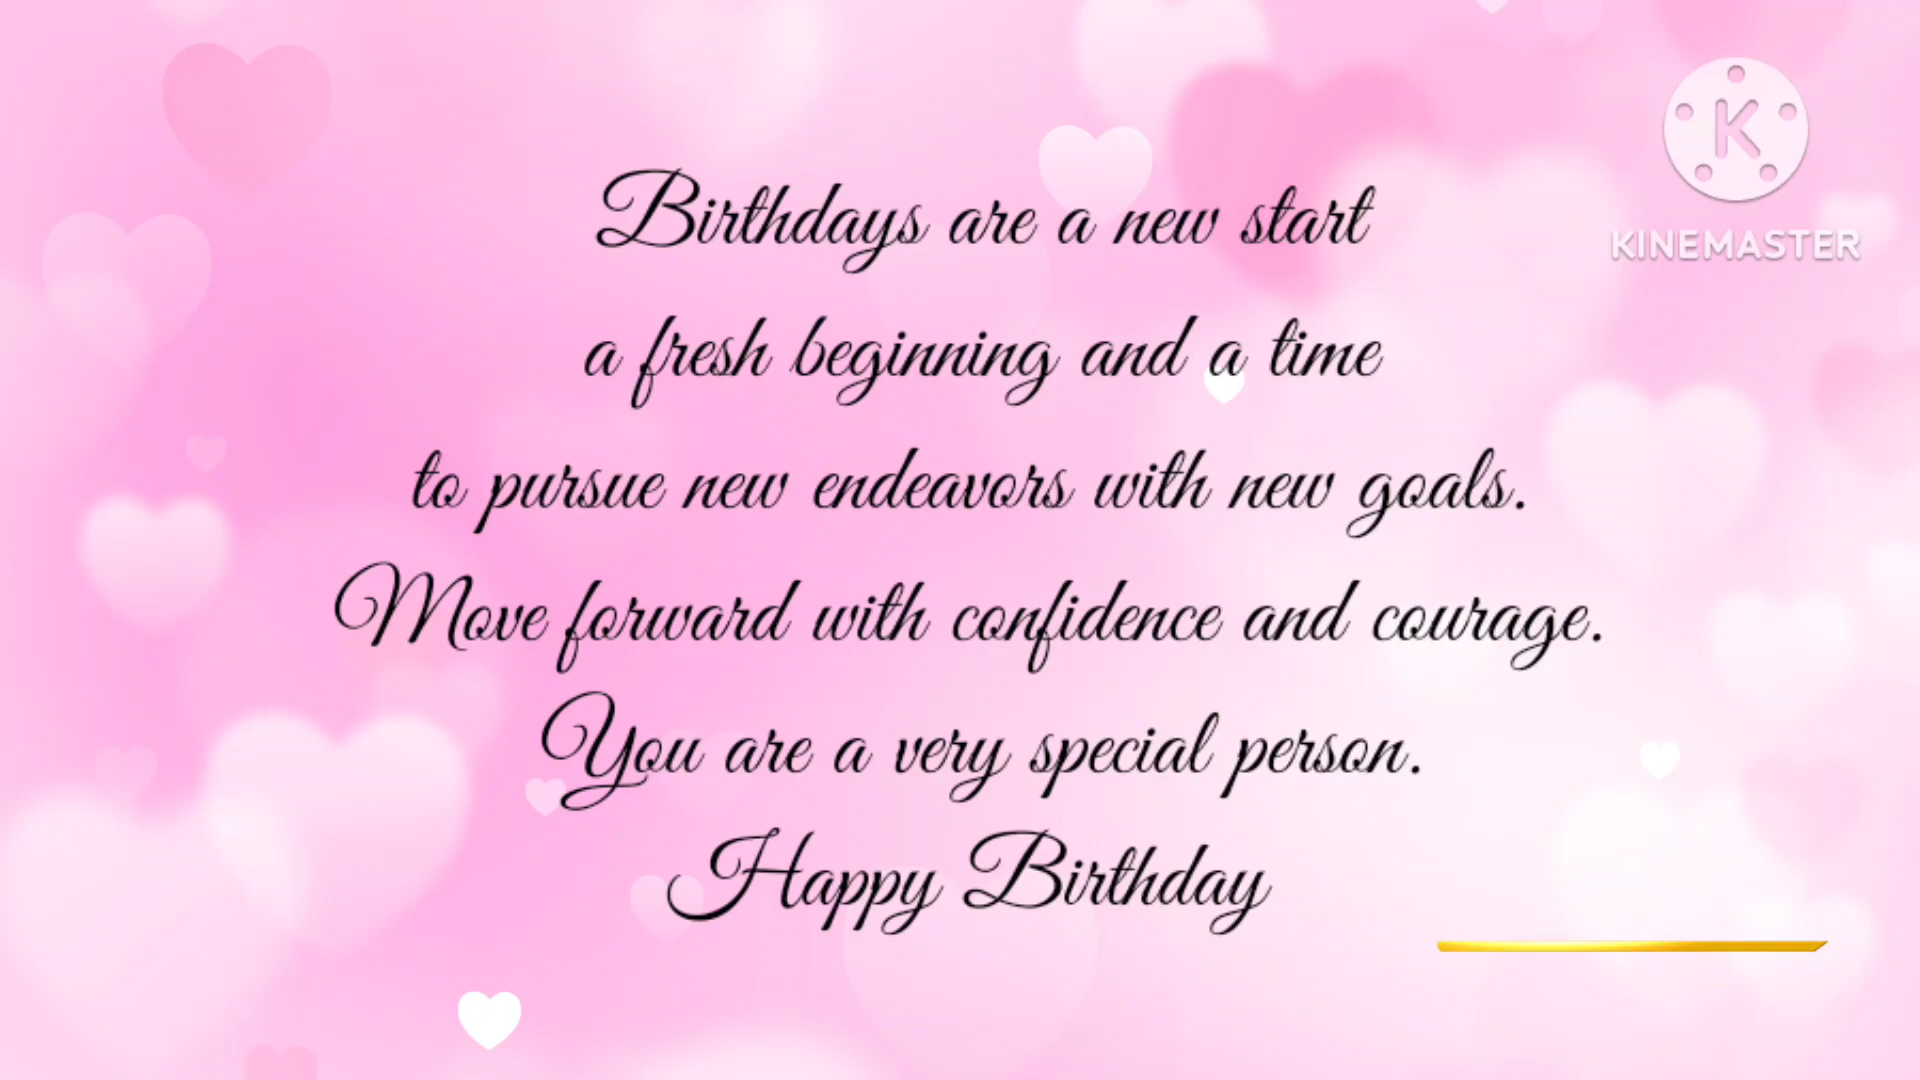 Birthdays are a new start
a fresh beginning and a time
to pursue new endeavors with new goals.
Move forward with confidence and courage.
You are a very special person.
Happy Birthday
K
KINEMASTER